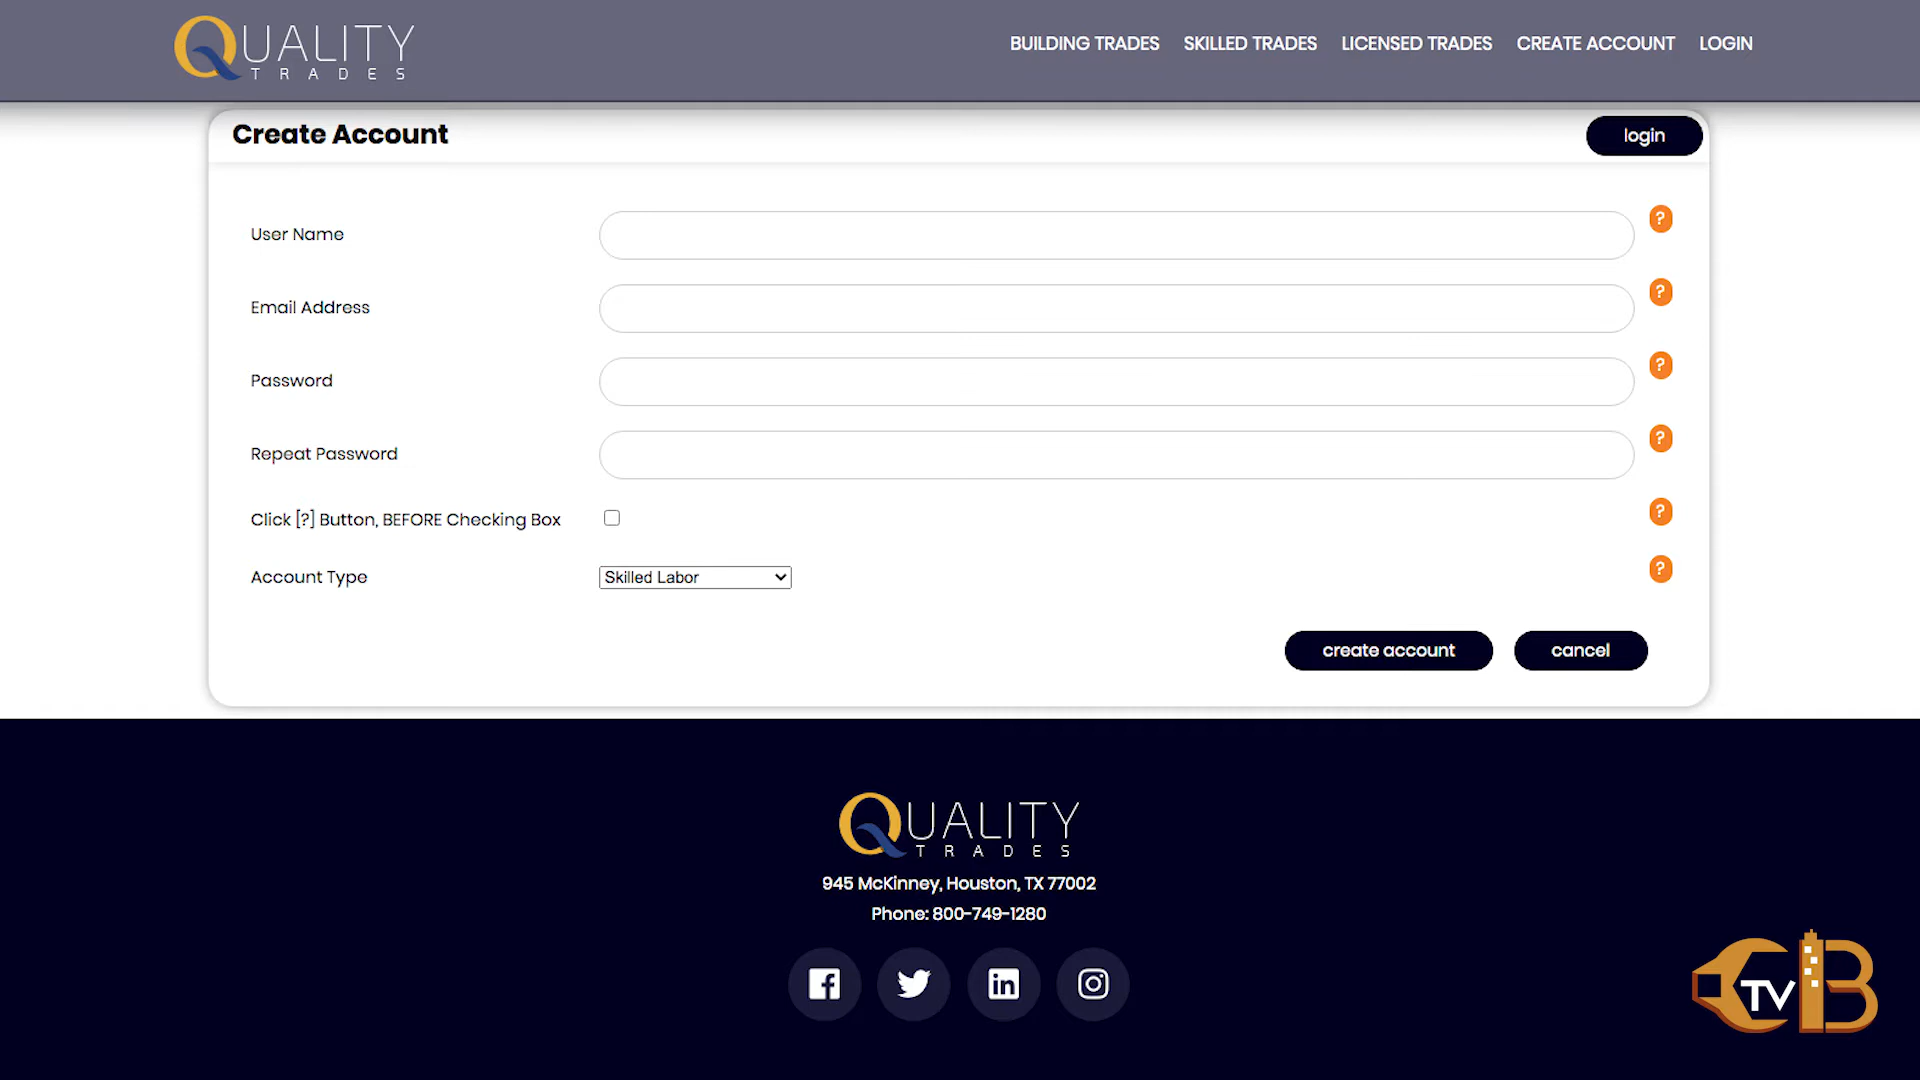 QUALITY
TRADES
BUILDING TRADES
SKILLED TRADES
LICENSED TRADES
CREATE ACCOUNT
LOGIN
Create Account
login
User Name
?
Email Address
?
Password
?
Repeat Password
?
Click [?] Button, BEFORE Checking Box
?
Account Type
Skilled Labor
?
create account
cancel
QUALITY
TRADES
945 McKinney, Houston, TX 77002
Phone: 800-749-1280
in
CTVB